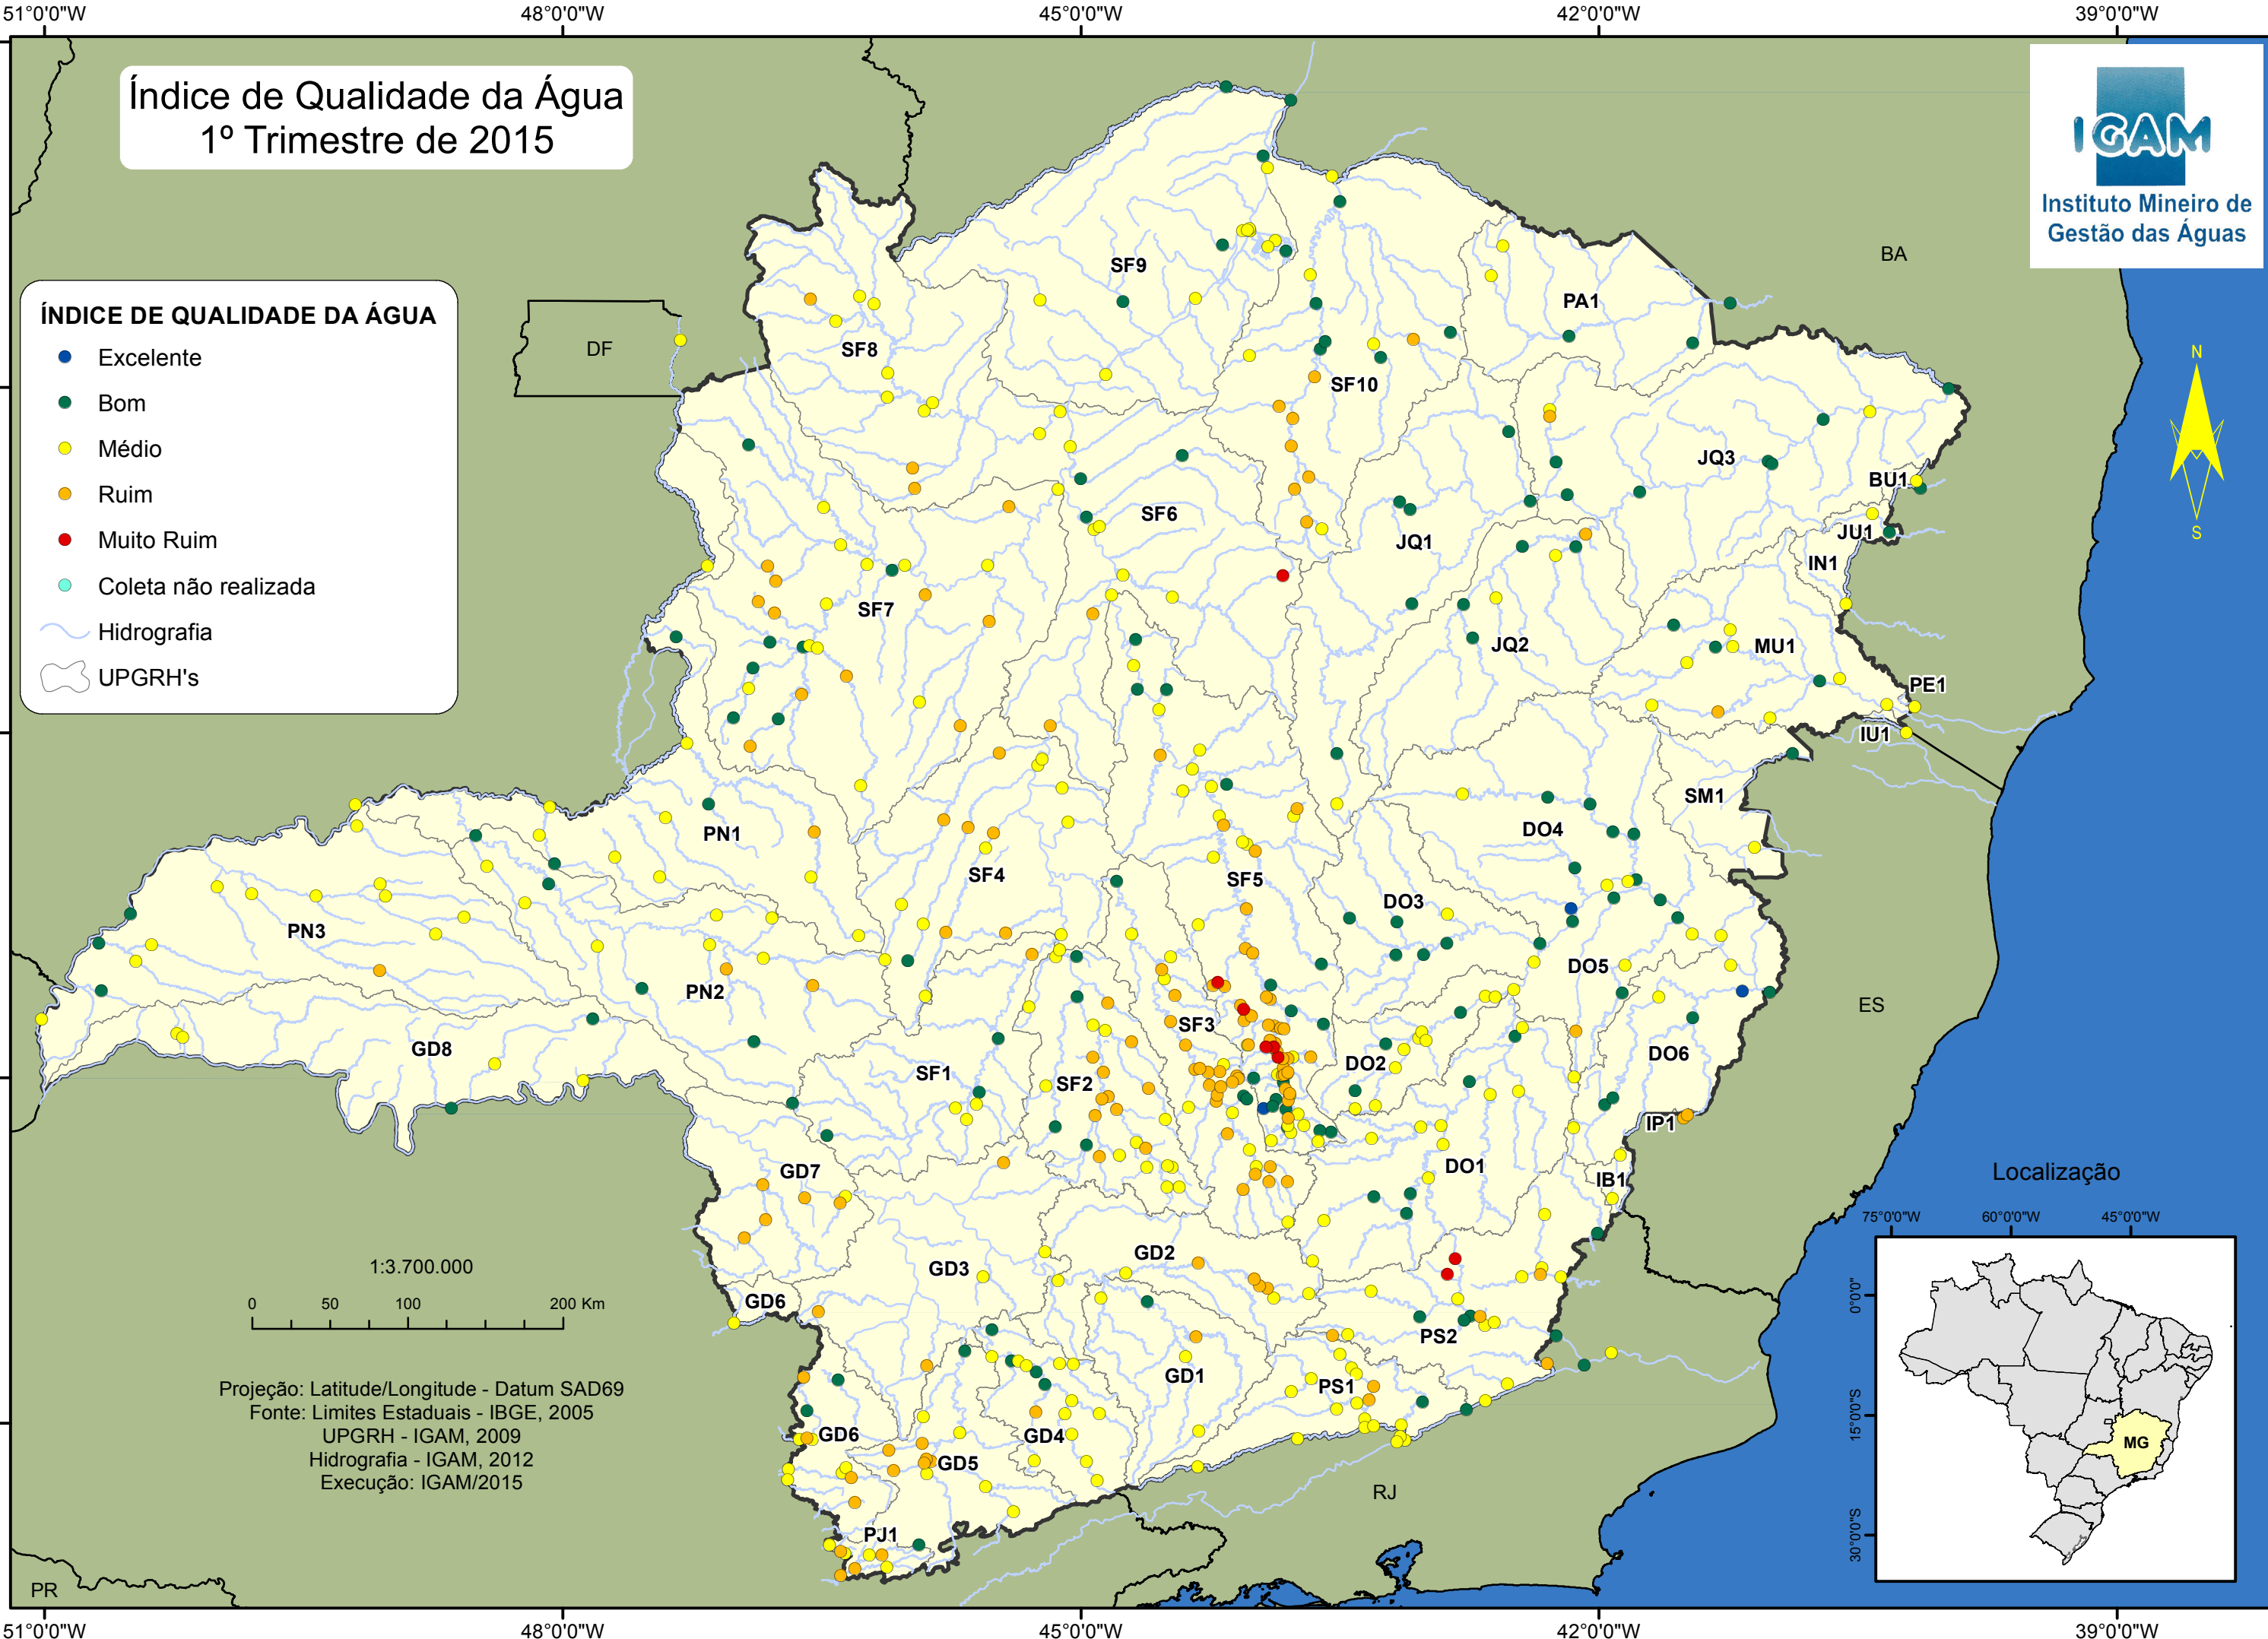 51°0'0"W
48°0'0"W
45°0'0"W
42°0'0"W
39°0'0"W
Índice de Qualidade da Água
1º Trimestre de 2015
IGAM
Instituto Mineiro de
Gestão das Águas
BA
ÍNDICE DE QUALIDADE DA ÁGUA
Excelente
Bom
Médio
Ruim
Muito Ruim
Coleta não realizada
Hidrografia
UPGRH's
DF
SF9
SF8
PA1
SF10
N
S
JQ3
BU1
SF6
JQ1
JU1
IN1
SF7
JQ2
MU1
PE1
IU1
PN1
SM1
DO4
SF4
SF5
DO3
PN3
PN2
DO5
ES
SF3
GD8
DO2
DO6
SF1
SF2
IP1
GD7
DO1
IB1
GD2
GD3
GD6
PS2
GD1
PS1
GD6
GD4
GD5
PJ1
RJ
PR
1:3.700.000
0 50 100 200 Km
Projeção: Latitude/Longitude - Datum SAD69
Fonte: Limites Estaduais - IBGE, 2005
UPGRH - IGAM, 2009
Hidrografia - IGAM, 2012
Execução: IGAM/2015
Localização
75°0'0"W
60°0'0"W
45°0'0"W
0°0'0"
15°0'0"S
30°0'0"S
MG
51°0'0"W
48°0'0"W
45°0'0"W
42°0'0"W
39°0'0"W